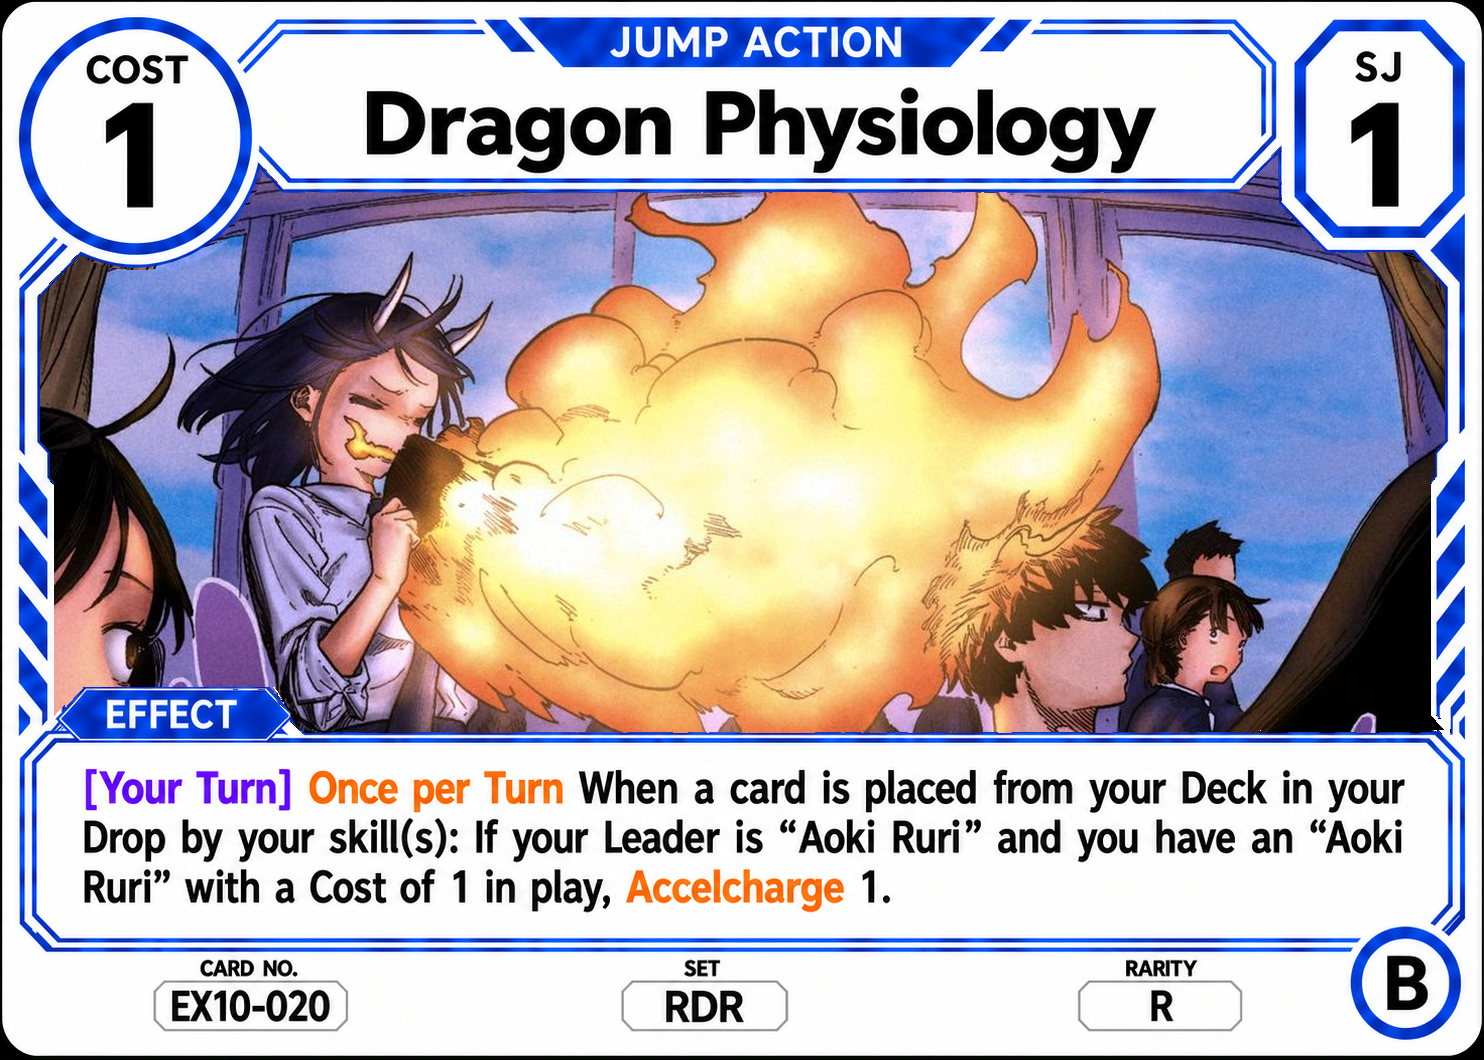 JUMP ACTION
COST
1
Dragon Physiology
SJ
1
EFFECT
[Your Turn] Once per Turn When a card is placed from your Deck in your
Drop by your skill(s): If your Leader is “Aoki Ruri” and you have an “Aoki
Ruri” with a Cost of 1 in play, Accelcharge 1.
CARD NO.
EX10-020
SET
RDR
RARITY
R
B